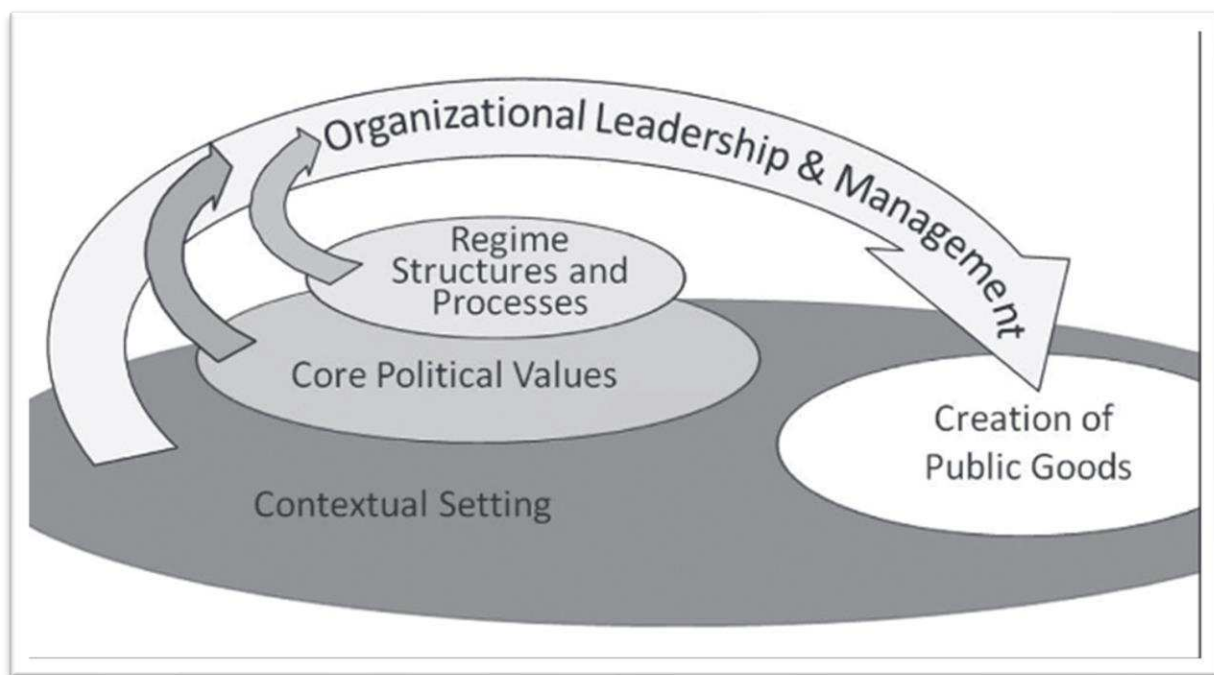 Organizational Leadership & Management
Regime
Structures and
Processes
Core Political Values
Creation of
Public Goods
Contextual Setting